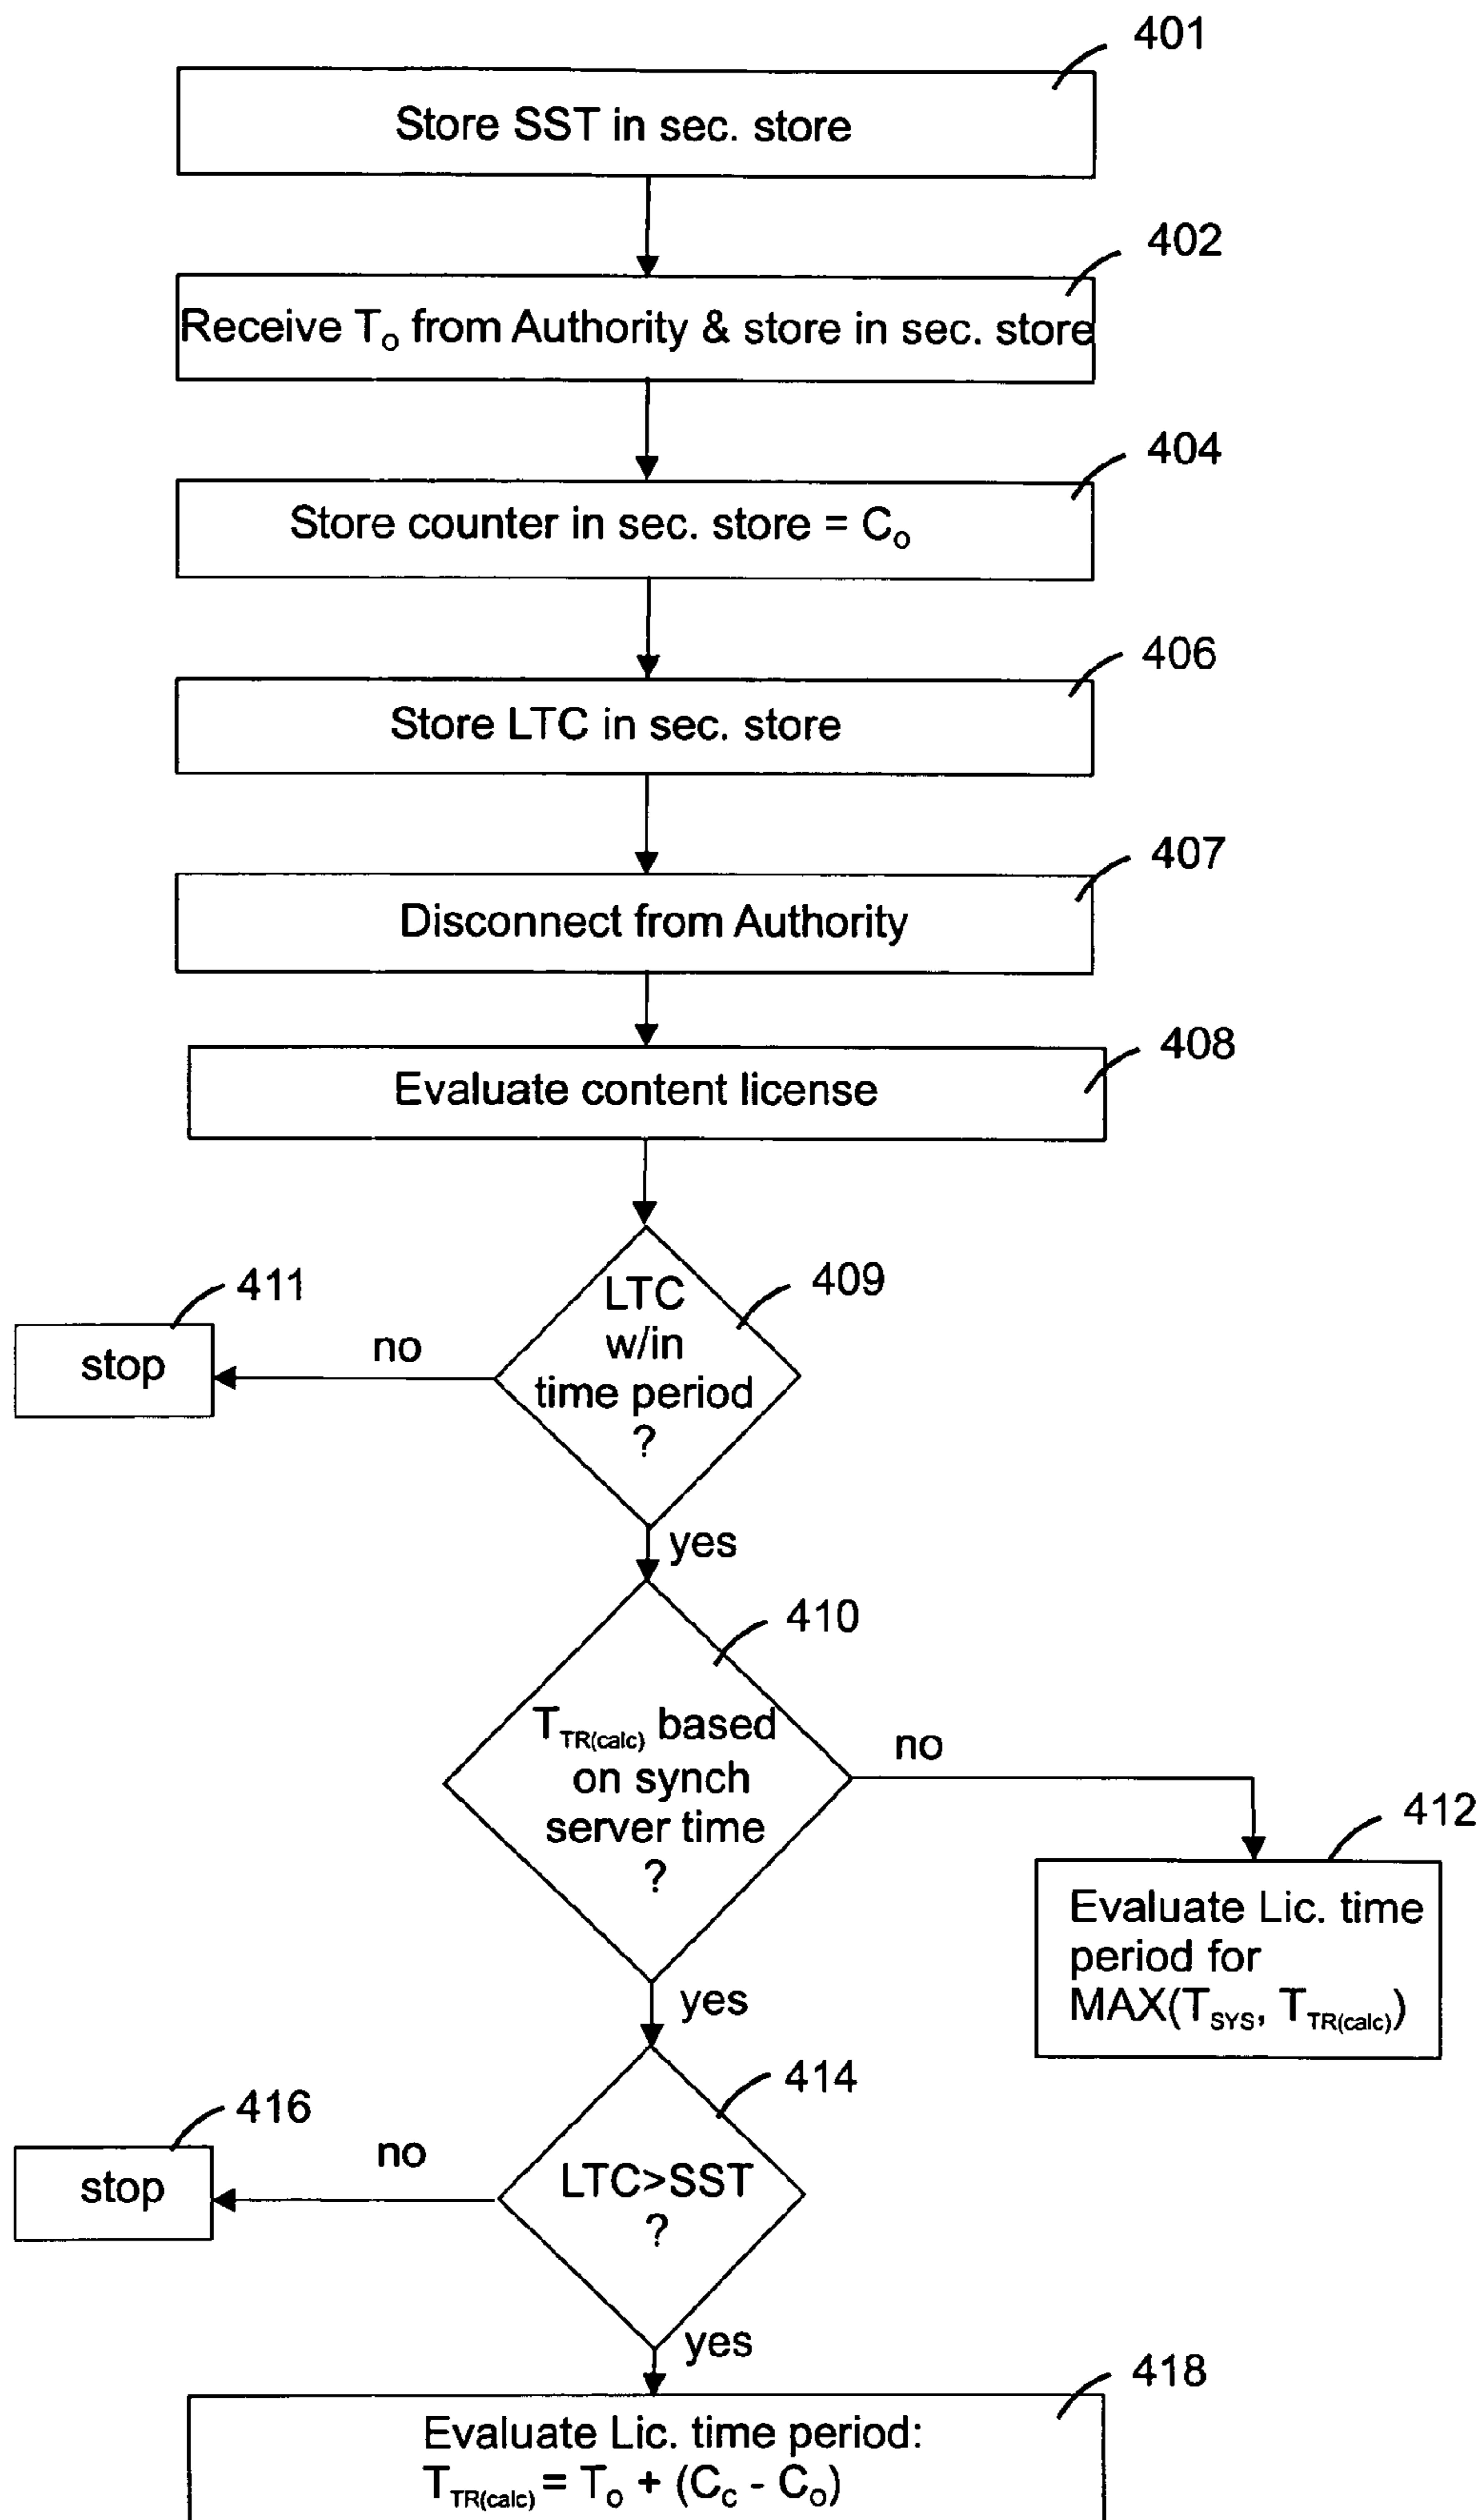 401
Store SST in sec. store
402
Receive To from Authority & store in sec. store
404
Store counter in sec. store = Co
406
Store LTC in sec. store
407
Disconnect from Authority
408
Evaluate content license
409
LTC
w/in
time period
?
411
stop
no
yes
410
TTR(calc) based
on synch
server time
?
no
412
Evaluate Lic. time
period for
MAX(TSYS, TTR(calc))
yes
414
LTC>SST
?
416
stop
no
yes
418
Evaluate Lic. time period:
TTR(calc) = To + (Cc - Co)